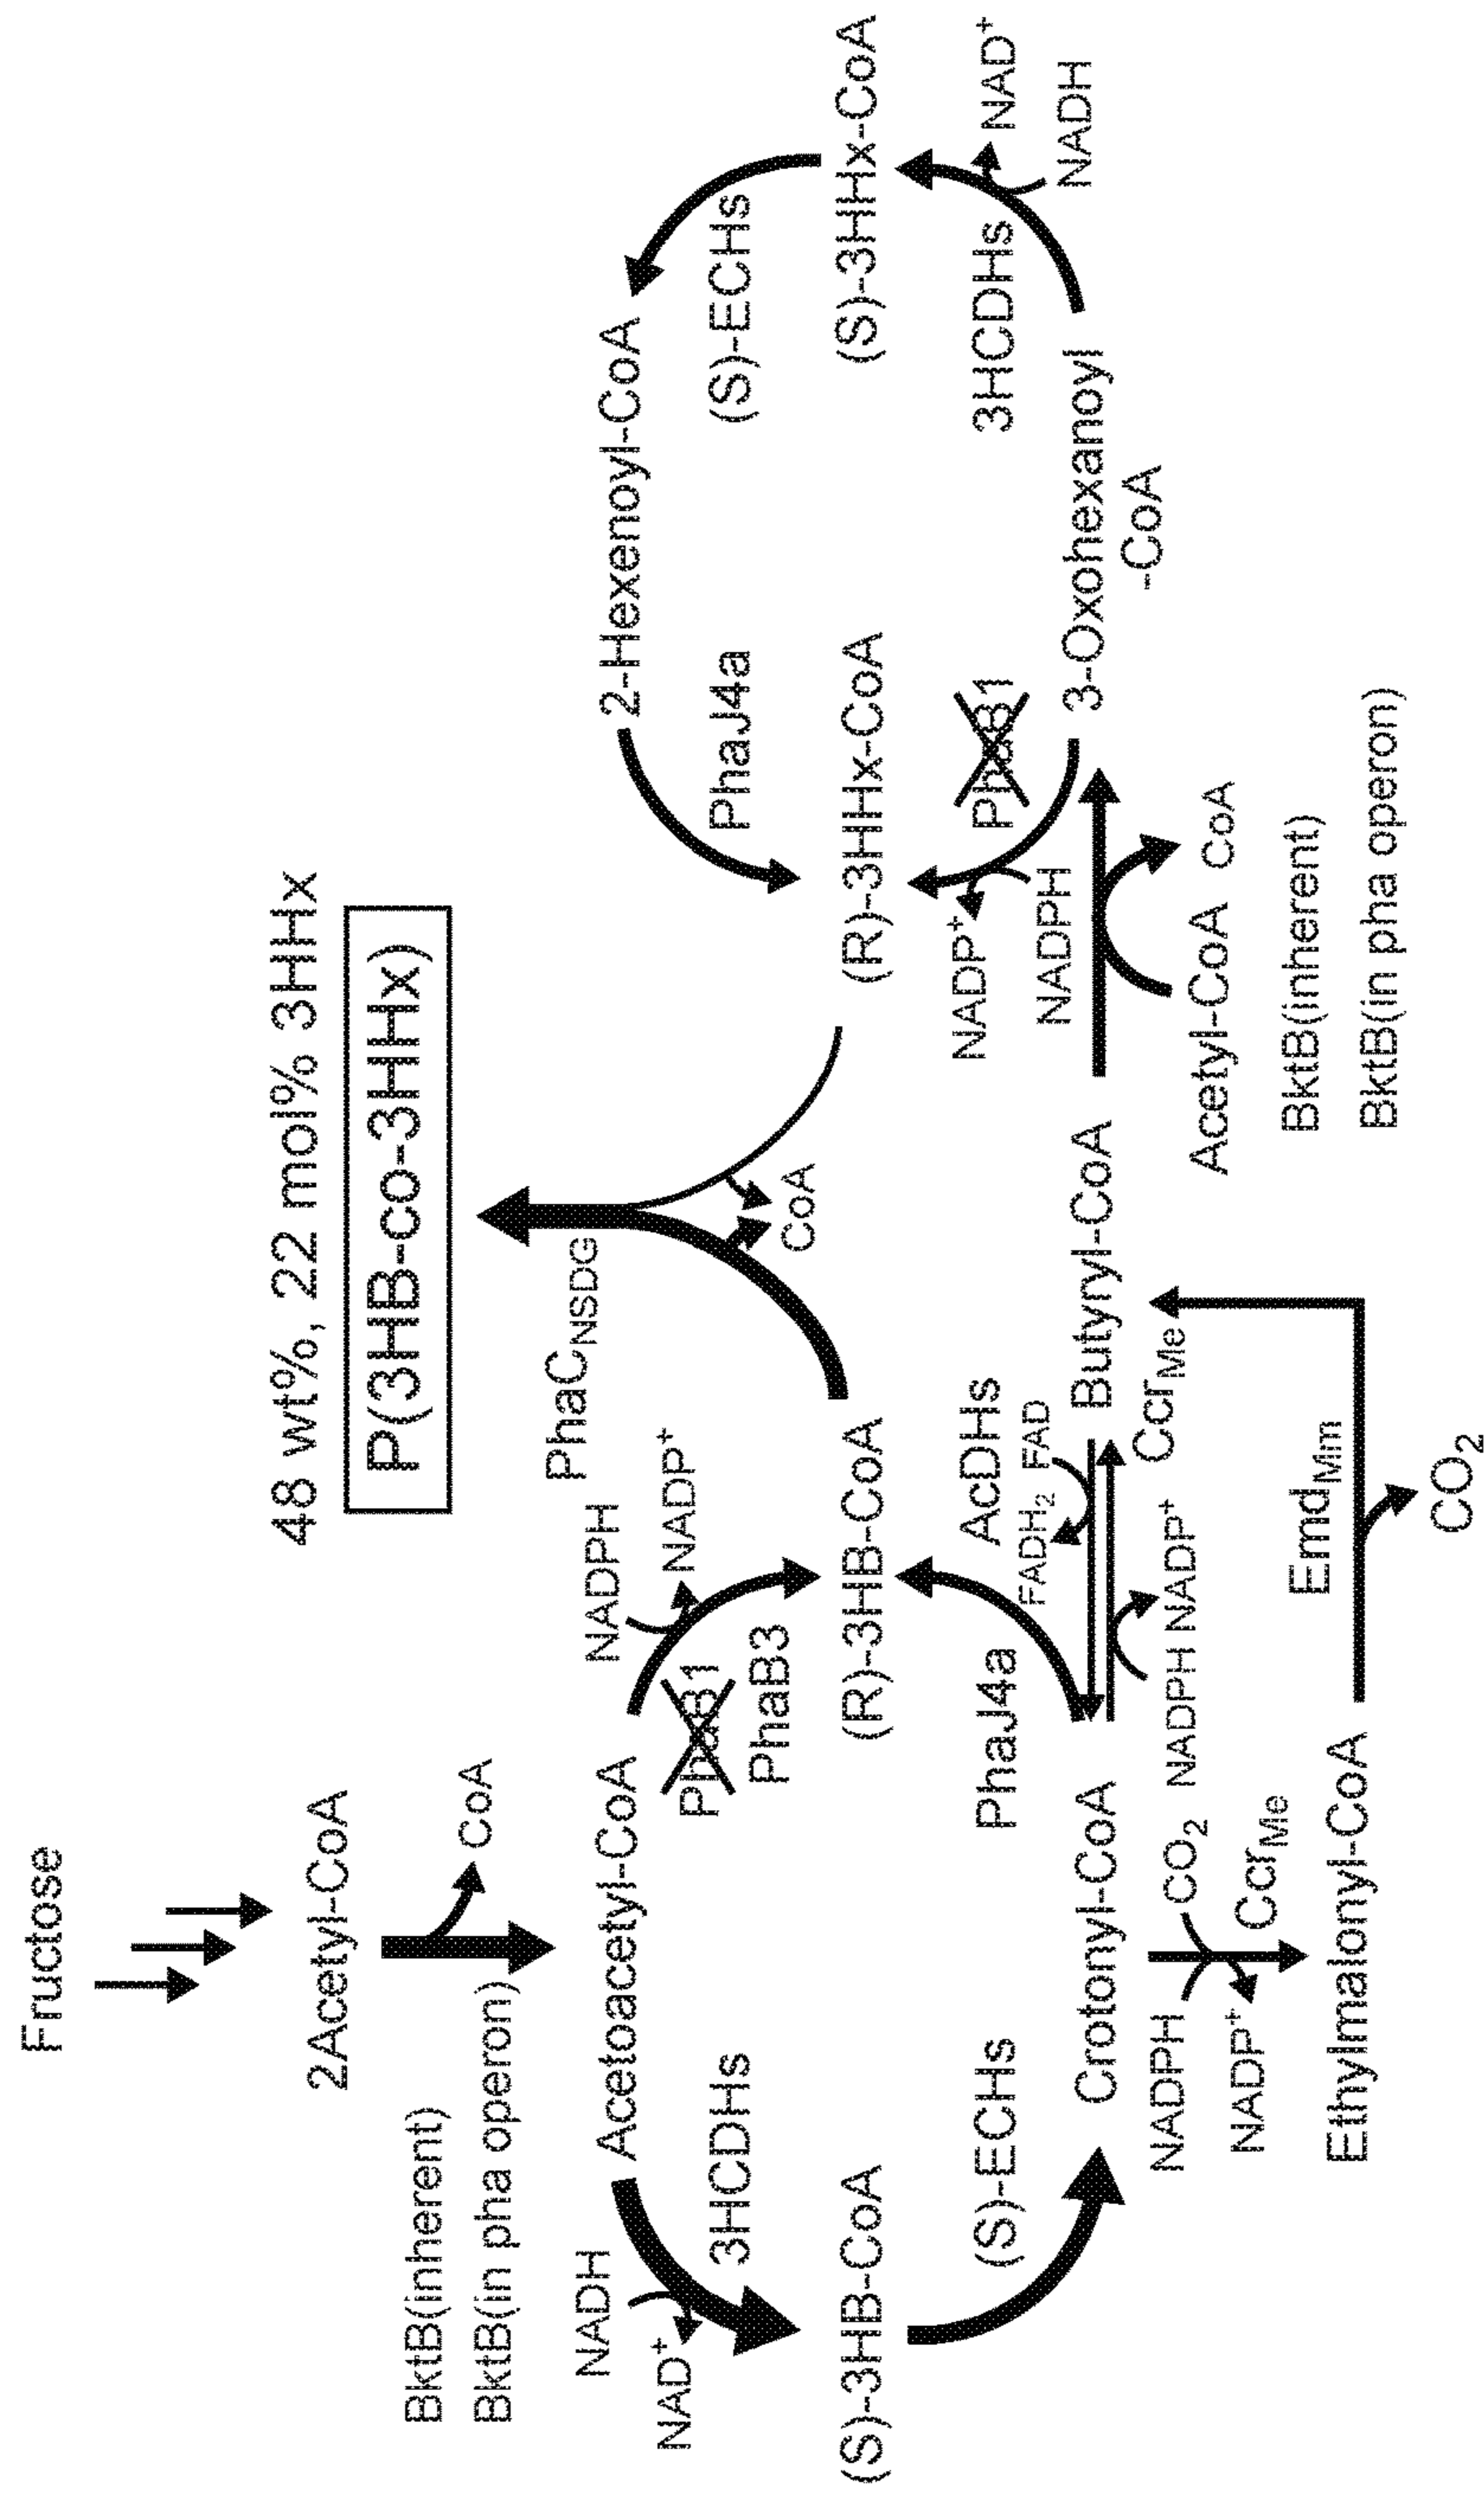 Fructose
2Acetyl-CoA
CoA
BktB(inherent)
BktB(in pha operon)
48 wt%, 22 mol% 3HHx
P(3HB-co-3HHx)
NADH
NAD+
Acetoacetyl-CoA
3HCDHs
PhaB1
PhaB3
NADPH
NADP+
PhaCNSDG
CoA
2-Hexenoyl-CoA
PhaJ4a
(S)-ECHs
(S)-3HB-CoA
(R)-3HB-CoA
(R)-3HHx-CoA
(S)-3HHx-CoA
(S)-ECHs
PhaJ4a
AcDHs
FADH2 FAD
NADP+
NADPH
PhaB1
3HCDHs
NAD+
NADH
Crotonyl-CoA
Butyryl-CoA
3-Oxohexanoyl
-CoA
NADPH
NADP+
CO2
CcrMe
NADPH NADP+
CcrMe
Acetyl-CoA CoA
BktB(inherent)
BktB(in pha operon)
Ethylmalonyl-CoA
EmdMm
CO2